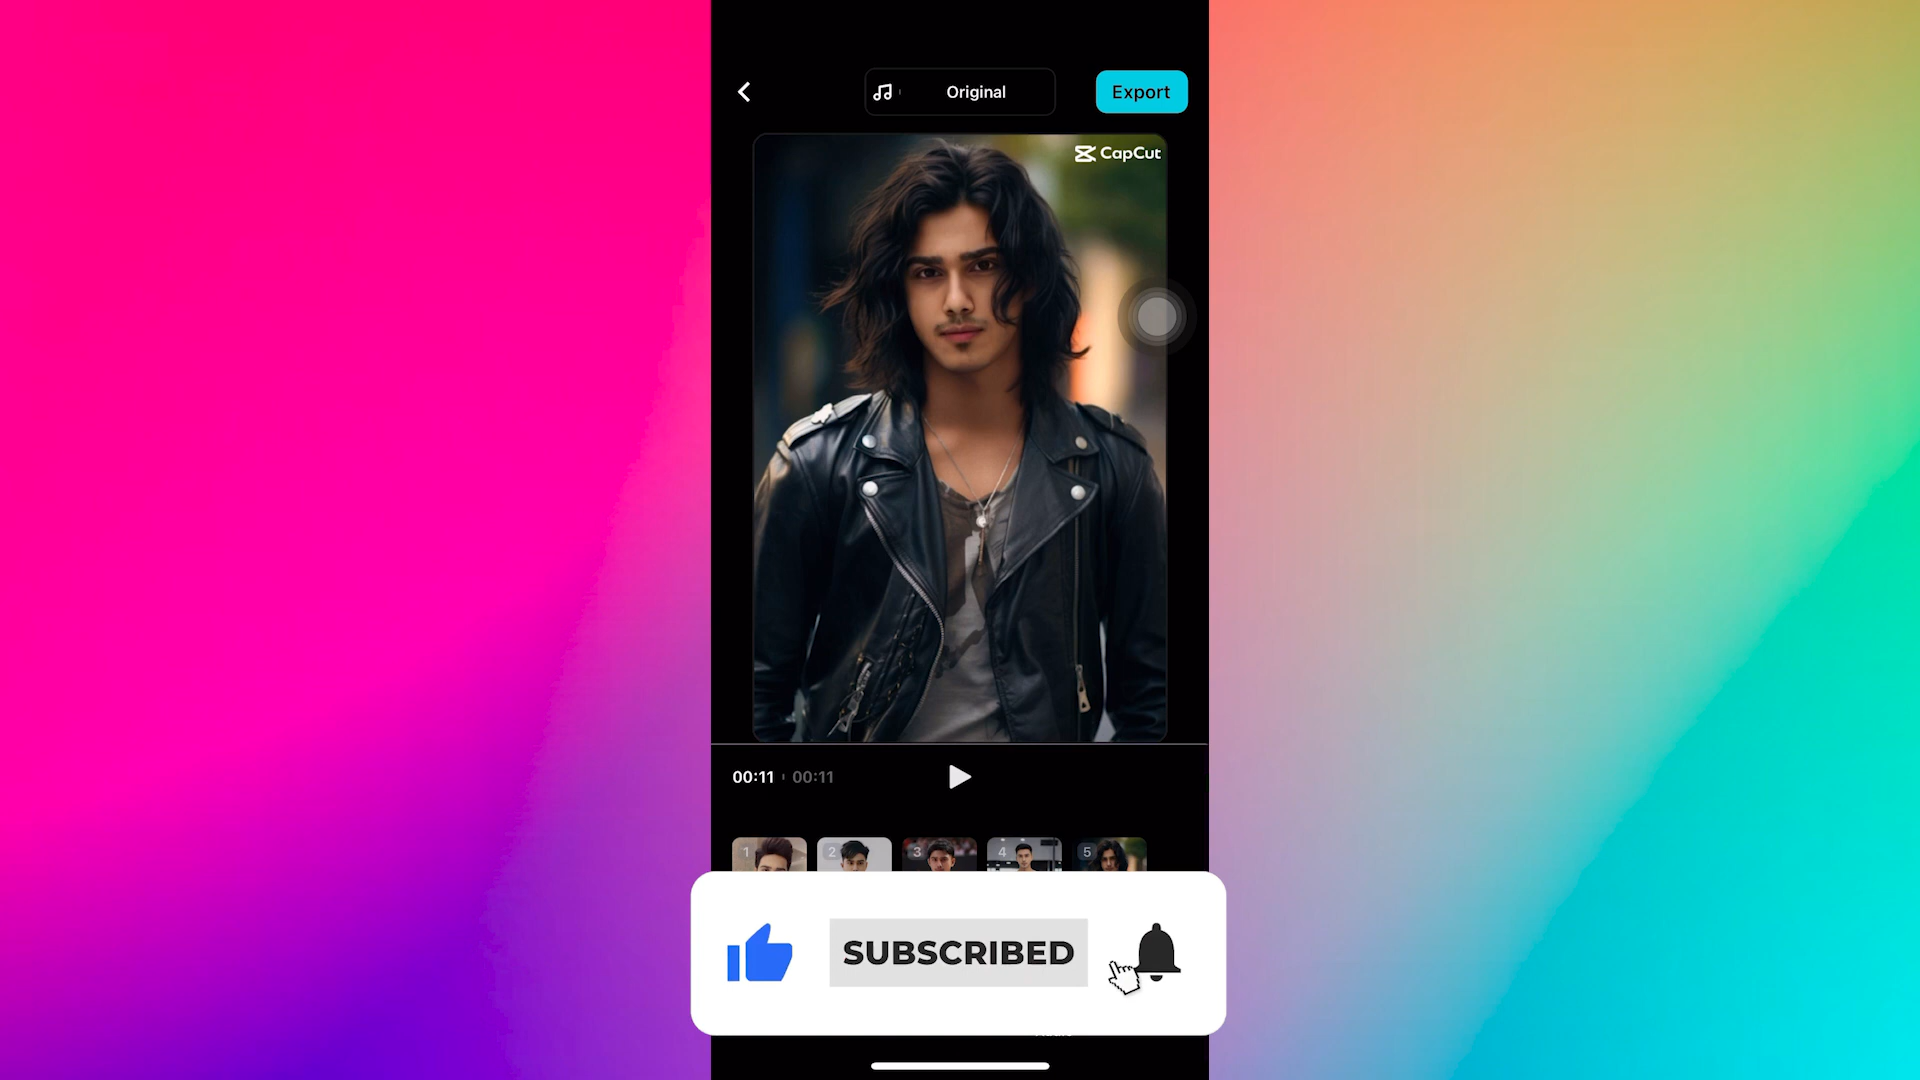 Original
Export
CapCut
00:11 00:11
1 2 3 4 5
SUBSCRIBED